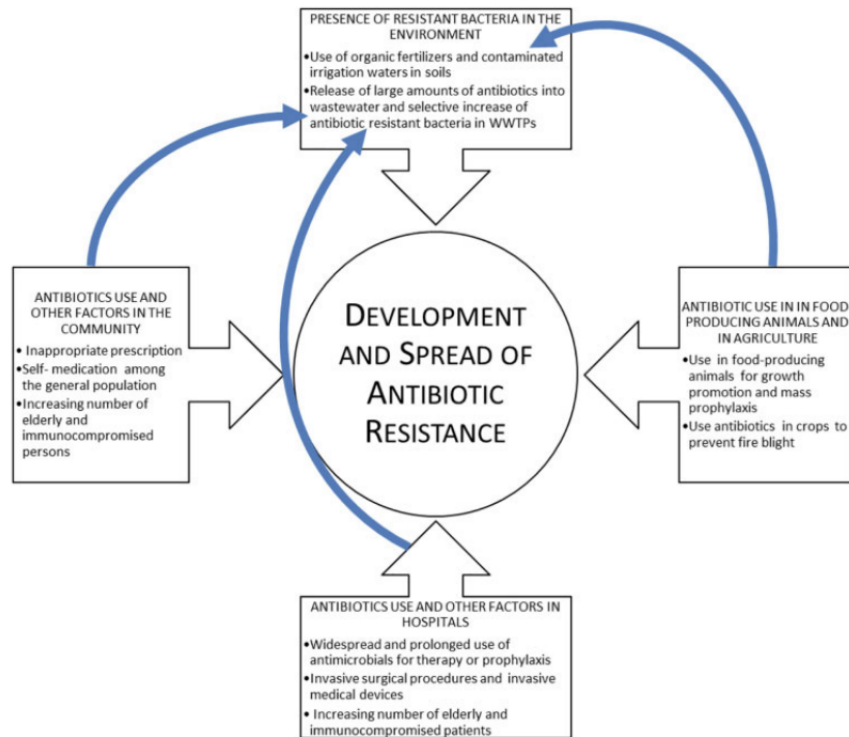 PRESENCE OF RESISTANT BACTERIA IN THE
ENVIRONMENT
•Use of organic fertilizers and contaminated
irrigation waters in soils
•Release of large amounts of antibiotics into
wastewater and selective increase of
antibiotic resistant bacteria in WWTPs
ANTIBIOTICS USE AND
OTHER FACTORS IN THE
COMMUNITY
• Inappropriate prescription
•Self- medication among
the general population
•Increasing number of
elderly and
immunocompromised
persons
DEVELOPMENT
AND SPREAD OF
ANTIBIOTIC
RESISTANCE
ANTIBIOTIC USE IN IN FOOD
PRODUCING ANIMALS AND
IN AGRICULTURE
•Use in food-producing
animals for growth
promotion and mass
prophylaxis
•Use antibiotics in crops to
prevent fire blight
ANTIBIOTICS USE AND OTHER FACTORS IN
HOSPITALS
•Widespread and prolonged use of
antimicrobials for therapy or prophylaxis
•Invasive surgical procedures and invasive
medical devices
• Increasing number of elderly and
immunocompromised patients